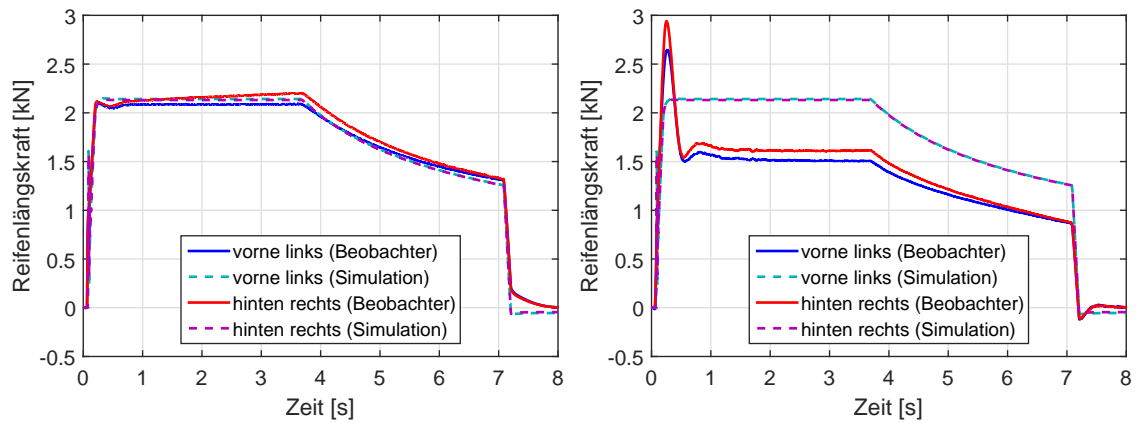 Reifenlängskraft [kN]
3
2.5
2
1.5
1
0.5
0
-0.5
vorne links (Beobachter)
vorne links (Simulation)
hinten rechts (Beobachter)
hinten rechts (Simulation)
0 1 2 3 4 5 6 7 8
Zeit [s]
Reifenlängskraft [kN]
3
2.5
2
1.5
1
0.5
0
-0.5
vorne links (Beobachter)
vorne links (Simulation)
hinten rechts (Beobachter)
hinten rechts (Simulation)
0 1 2 3 4 5 6 7 8
Zeit [s]